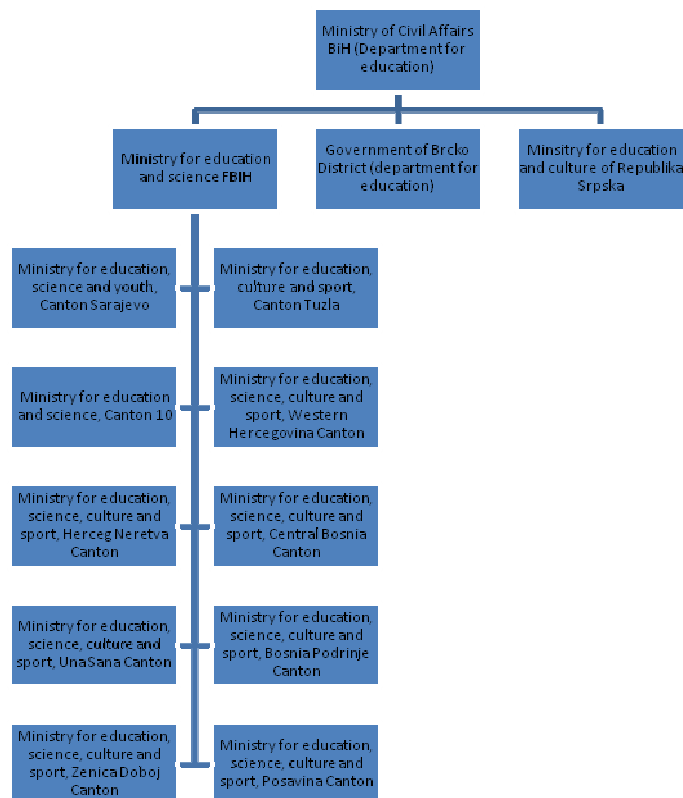 Ministry of Civil Affairs
BiH (Department for
education)
Ministry for education
and science FBIH
Government of Brcko
District (department for
education)
Minsitry for education
and culture of Republika
Srpska
Ministry for education,
science and youth,
Canton Sarajevo
Ministry for education,
culture and sport,
Canton Tuzla
Ministry for education
and science, Canton 10
Ministry for education,
science, culture and
sport, Western
Hercegovina Canton
Ministry for education,
science, culture and
sport, Herceg Neretva
Canton
Ministry for education,
science, culture and
sport, Central Bosnia
Canton
Ministry for education,
science, culture and
sport, Una Sana Canton
Ministry for education,
science, culture and
sport, Bosnia Podrinje
Canton
Ministry for education,
science, culture and
sport, Zenica Doboj
Canton
Ministry for education,
science, culture and
sport, Posavina Canton